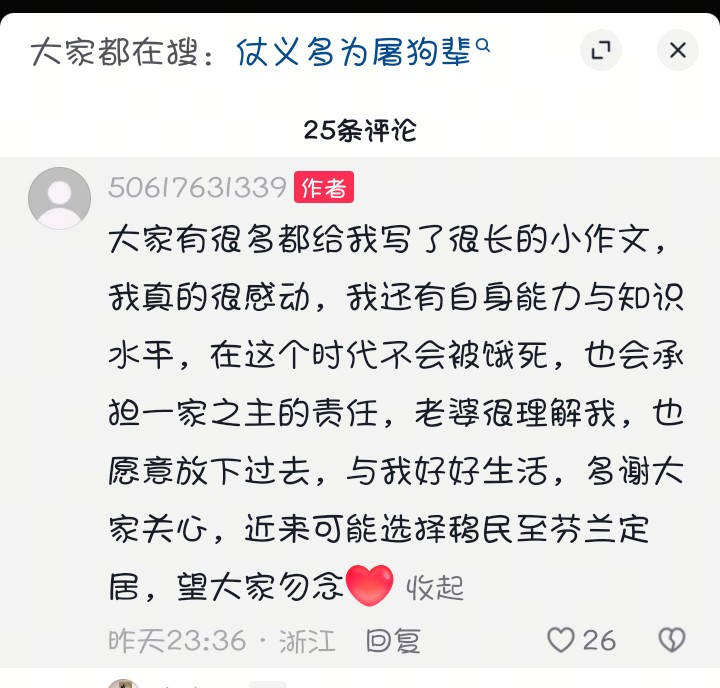 大家都在搜：仗义多为屠狗辈
25条评论
50617631339 作者
大家有很多都给我写了很长的小作文，
我真的很感动，我还有自身能力与知识
水平，在这个时代不会被饿死，也会承
担一家之主的责任，老婆很理解我，也
愿意放下过去，与我好好生活，多谢大
家关心，近来可能选择移民至芬兰定
居，望大家勿念❤️ 收起
昨天23:36 · 浙江 回复 26